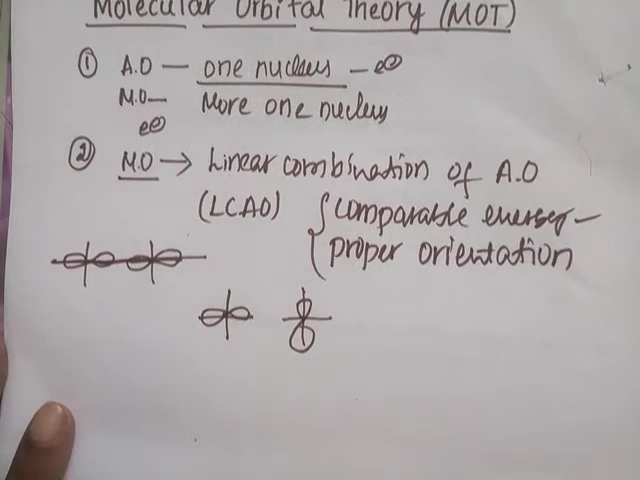 Molecular Orbital Theory (MOT)
① A.O — one nucleus — e⊖
M.O— More one nucleus
e⊖
② M.O → Linear combination of A.O
(LCAO) { comparable energy —
proper orientation